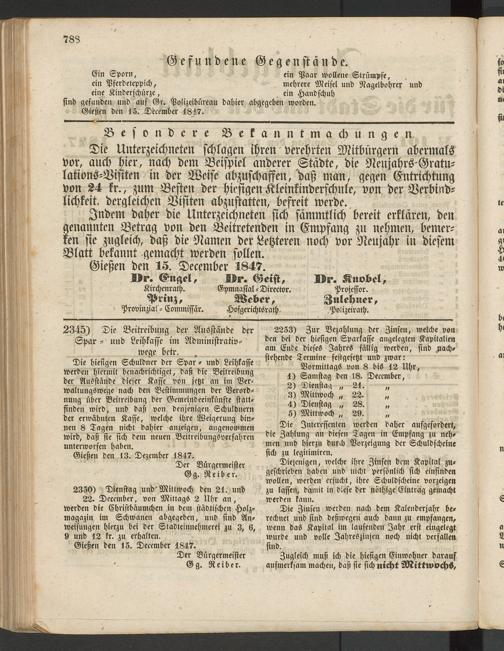 788
Gefundene Gegenstände.
Ein Sporn,
ein Pferdeteppich,
eine Kinderschürze,
ein Paar wollene Strümpfe,
mehrere Meisel und Nagelbohrer und
ein Handschuh
sind gefunden und auf Gr. Polizeibüreau dahier abgegeben worden.
Gießen den 15. December 1847.
Besondere Bekanntmachungen
Die Unterzeichneten schlagen ihren verehrten Mitbürgern abermals
vor, auch hier, nach dem Beispiel anderer Städte, die Neujahrs-Gratu-
lations-Visiten in der Weise abzuschaffen, daß man, gegen Entrichtung
von 24 kr., zum Besten der hiesigen Kleinkinderschule, von der Verbind-
lichkeit, dergleichen Visiten abzustatten, befreit werde.
Indem daher die Unterzeichneten sich sämmtlich bereit erklären, den
genannten Betrag von den Beitretenden in Empfang zu nehmen, bemer-
ken sie zugleich, daß die Namen der Letzteren noch vor Neujahr in diesem
Blatt bekannt gemacht werden sollen.
Gießen den 15. December 1847.
Dr. Engel, Dr. Geist, Dr. Knobel,
Kirchenrath. Gymnasial-Director. Professor.
Prinz, Weber, Zulehner,
Provinzial-Commissär. Hofgerichtsrath. Polizeirath.
2345) Die Beitreibung der Ausstände der
Spar- und Leihkasse im Administrativ-
wege betr.
Die hiesigen Schuldner der Spar- und Leihkasse
werden hiermit benachrichtigt, daß die Beitreibung
der Ausstände dieser Kasse von jetzt an im Ver-
waltungswege nach den Bestimmungen der Verord-
nung über Beitreibung der Gemeindeeinkünfte statt-
finden wird, und daß von denjenigen Schuldnern
der erwähnten Kasse, welche ihre Weigerung bin-
nen 8 Tagen nicht dahier anzeigen, angenommen
wird, daß sie sich dem neuen Beitreibungsverfahren
unterworfen haben.
Gießen den 13. Dezember 1847.
Der Bürgermeister
Gg. Reiber.
2350) Dienstag und Mittwoch den 21. und
22. December, von Mittags 2 Uhr an,
werden die Christbäumchen in dem städtischen Holz-
magazin im Schwanen abgegeben, und sind An-
weisungen hierzu bei der Stadteinnehmerei zu 3, 6,
9 und 12 kr. zu erhalten.
Gießen den 15. December 1847.
Der Bürgermeister
Gg. Reiber.
2253) Zur Bezahlung der Zinsen, welche von
den bei der hiesigen Sparkasse angelegten Kapitalien
am Ende dieses Jahrs fällig werden, sind nach-
stehende Termine festgesetzt und zwar:
Vormittags von 8 bis 12 Uhr,
1) Samstag den 18. December,
2) Dienstag „ 21. „
3) Mittwoch „ 22. „
4) Dienstag „ 28. „
5) Mittwoch „ 29. „
Die Interessenten werden daher aufgefordert,
die Zahlung an diesen Tagen in Empfang zu neh-
men und hierzu durch Vorzeigung der Schuldscheine
sich zu legitimiren.
Diejenigen, welche ihre Zinsen dem Kapital zu-
geschrieben haben und nicht persönlich sich einfinden
wollen, werden ersucht, ihre Schuldscheine vorzeigen
zu lassen, damit in diese der nöthige Eintrag gemacht
werden kann.
Die Zinsen werden nach dem Kalenderjahr be-
rechnet und sind deßwegen auch dann zu empfangen,
wenn das Kapital im laufenden Jahr erst eingelegt
wurde und volle Jahreszinsen noch nicht verfallen
sind.
Zugleich muß ich die hiesigen Einwohner darauf
aufmerksam machen, daß sie sich nicht Mittwochs,